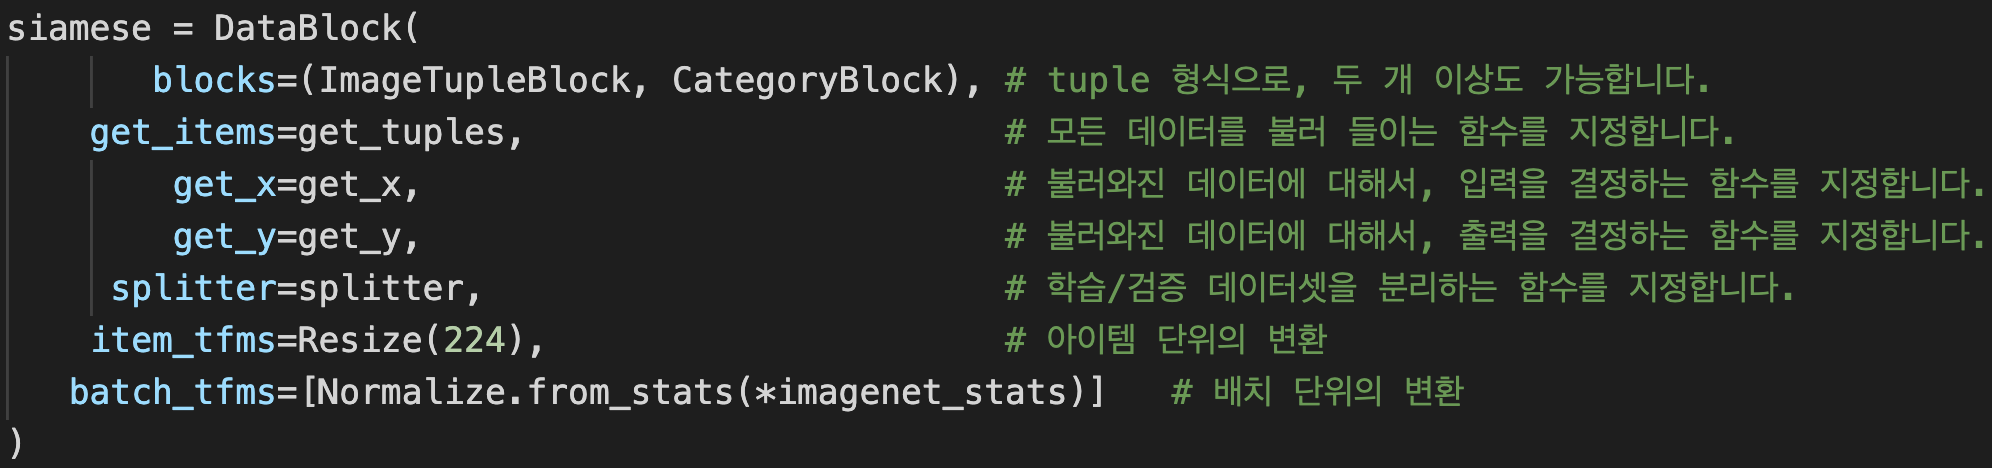 siamese = DataBlock(
blocks=(ImageTupleBlock, CategoryBlock), # tuple 형식으로, 두 개 이상도 가능합니다.
get_items=get_tuples, # 모든 데이터를 불러 들이는 함수를 지정합니다.
get_x=get_x, # 불러와진 데이터에 대해서, 입력을 결정하는 함수를 지정합니다.
get_y=get_y, # 불러와진 데이터에 대해서, 출력을 결정하는 함수를 지정합니다.
splitter=splitter, # 학습/검증 데이터셋을 분리하는 함수를 지정합니다.
item_tfms=Resize(224), # 아이템 단위의 변환
batch_tfms=[Normalize.from_stats(*imagenet_stats)] # 배치 단위의 변환
)